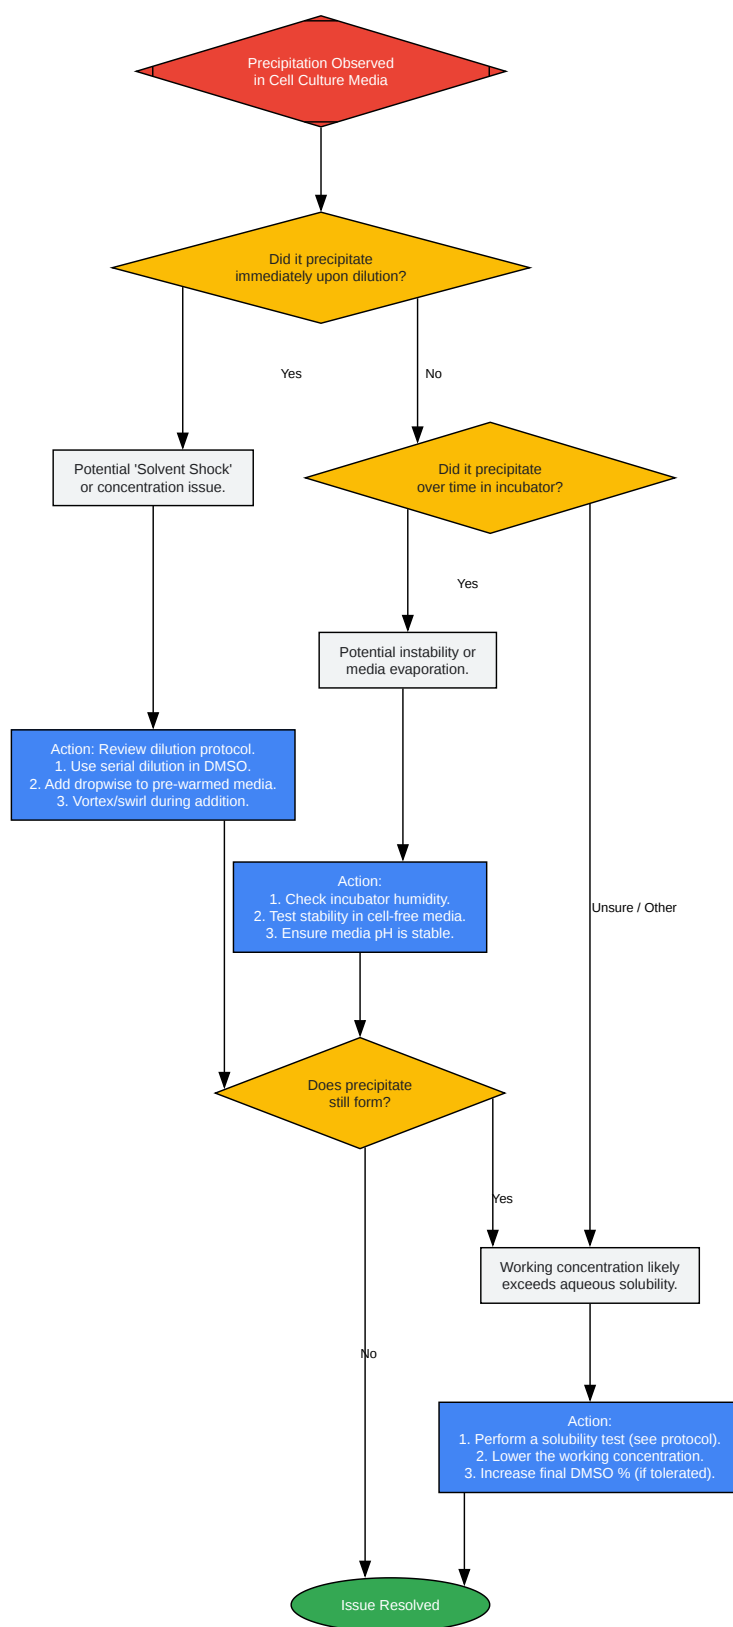 Precipitation Observed
in Cell Culture Media
Did it precipitate
immediately upon dilution?
Yes
No
Potential 'Solvent Shock'
or concentration issue.
Did it precipitate
over time in incubator?
Yes
Potential instability or
media evaporation.
Action: Review dilution protocol.
1. Use serial dilution in DMSO.
2. Add dropwise to pre-warmed media.
3. Vortex/swirl during addition.
Action:
1. Check incubator humidity.
2. Test stability in cell-free media.
3. Ensure media pH is stable.
Unsure / Other
Does precipitate
still form?
Yes
Working concentration likely
exceeds aqueous solubility.
No
Action:
1. Perform a solubility test (see protocol).
2. Lower the working concentration.
3. Increase final DMSO % (if tolerated).
Issue Resolved